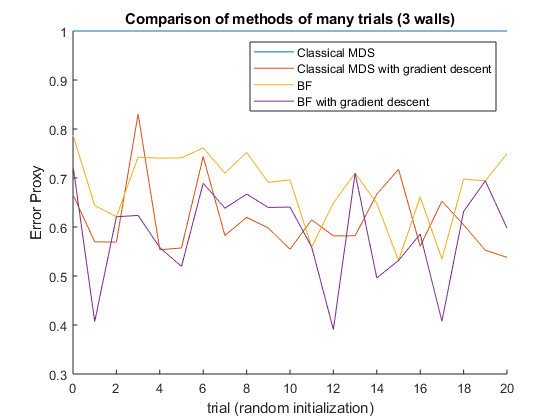 Comparison of methods of many trials (3 walls)
1
0.9
0.8
0.7
0.6
0.5
0.4
0.3
Error Proxy
Classical MDS
Classical MDS with gradient descent
BF
BF with gradient descent
0 2 4 6 8 10 12 14 16 18 20
trial (random initialization)